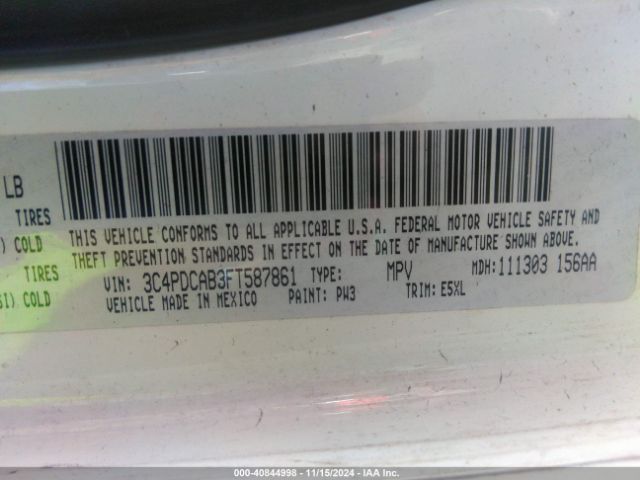 LB
TIRES
) COLD
TIRES
SI) COLD
THIS VEHICLE CONFORMS TO ALL APPLICABLE U.S.A. FEDERAL MOTOR VEHICLE SAFETY AND
THEFT PREVENTION STANDARDS IN EFFECT ON THE DATE OF MANUFACTURE SHOWN ABOVE.
VIN: 3C4PDCAB3FT587861 TYPE: MPV MDH:111303 156AA
VEHICLE MADE IN MEXICO PAINT: PW3 TRIM: E5XL
000-40844998 - 11/15/2024 - IAA Inc.